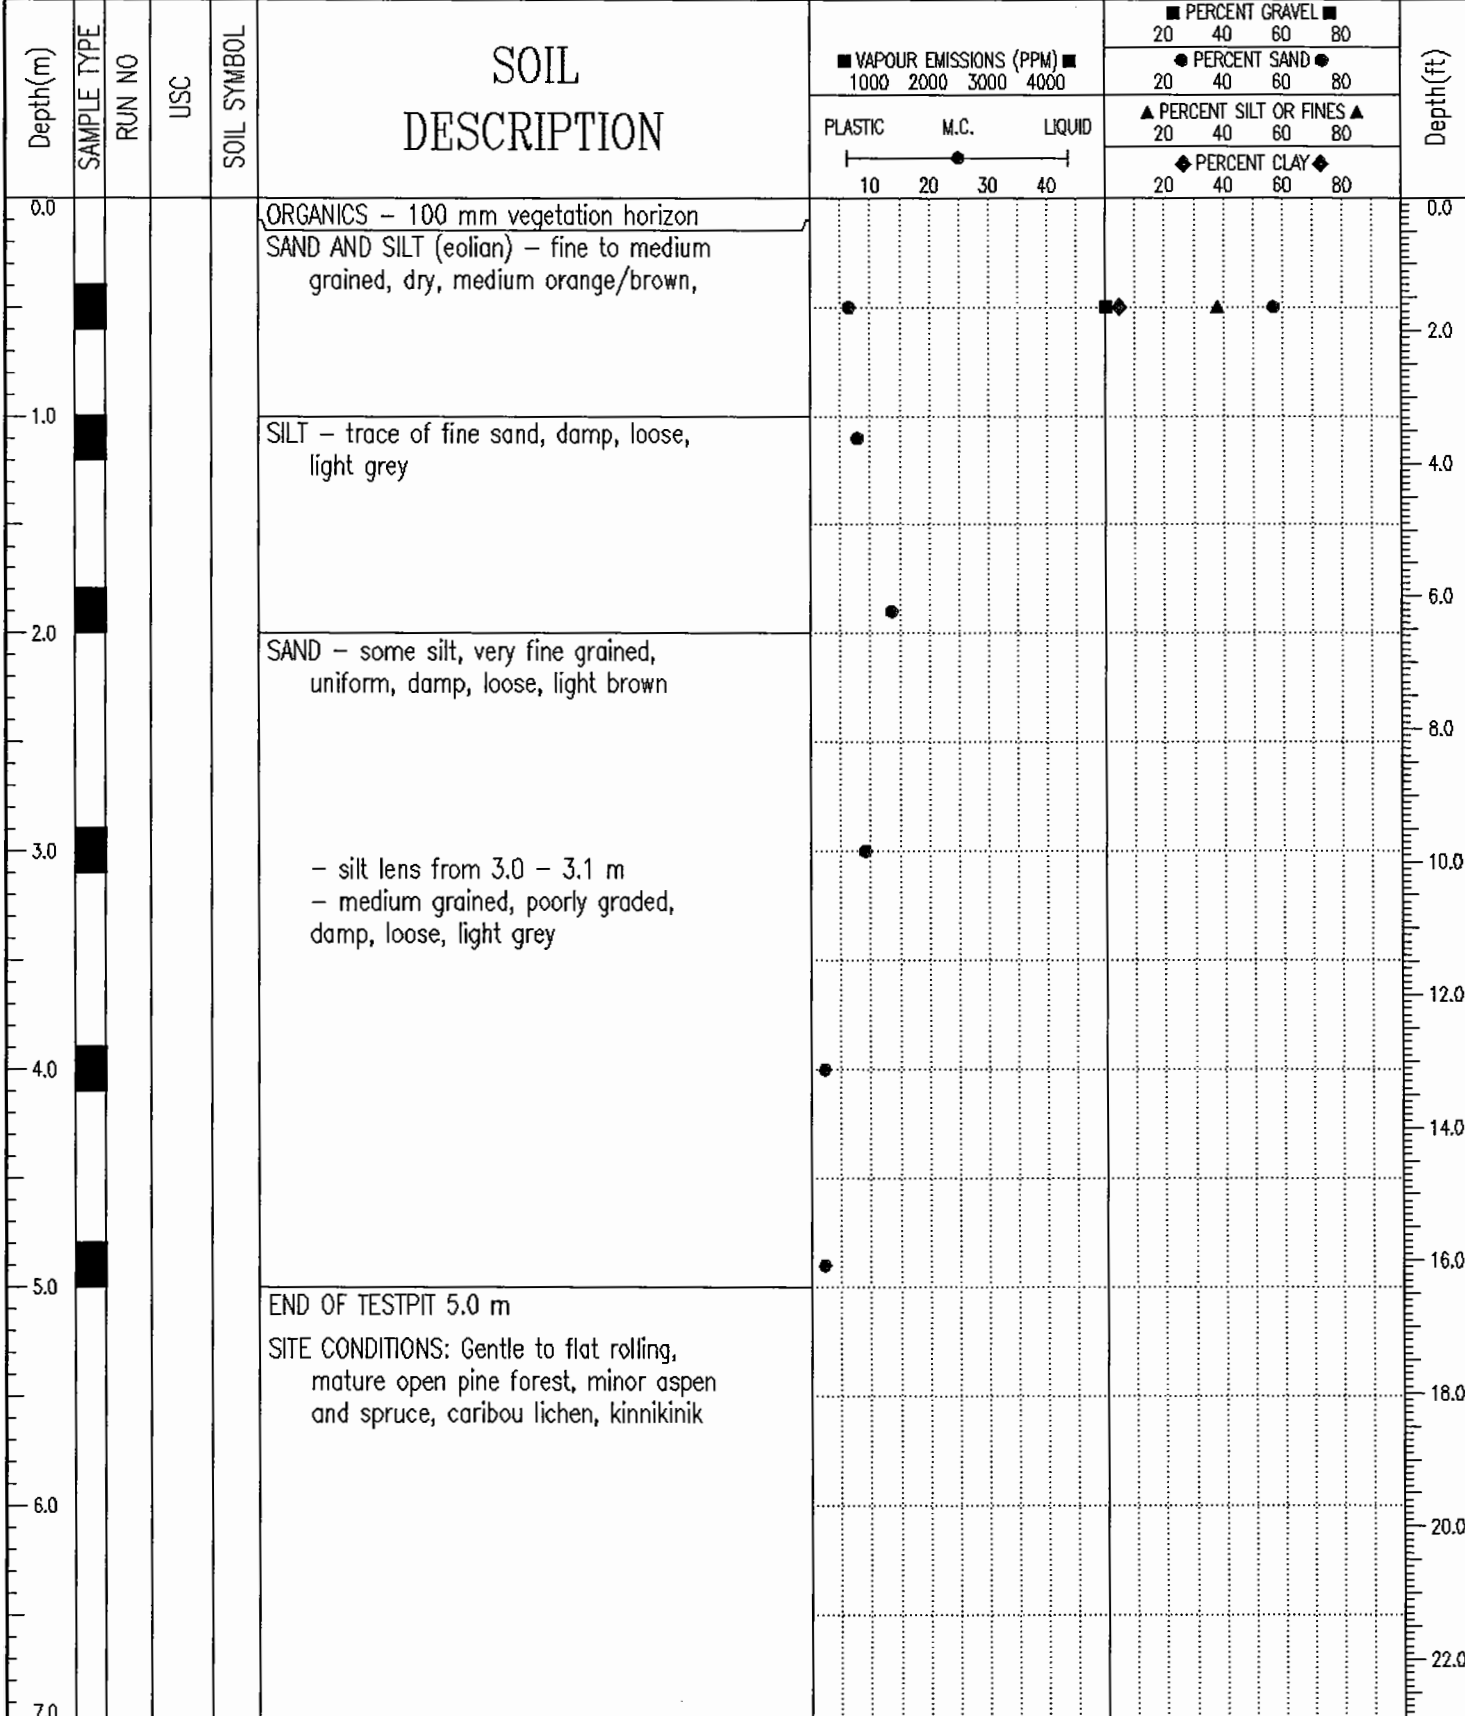 Depth(m)
SAMPLE TYPE
RUN NO
USC
SOIL SYMBOL
SOIL
DESCRIPTION
■ VAPOUR EMISSIONS (PPM) ■
1000 2000 3000 4000
PLASTIC M.C. LIQUID
10 20 30 40
■ PERCENT GRAVEL ■
20 40 60 80
● PERCENT SAND ●
20 40 60 80
▲ PERCENT SILT OR FINES ▲
20 40 60 80
◆ PERCENT CLAY ◆
20 40 60 80
Depth(ft)
0.0
1.0
2.0
3.0
4.0
5.0
6.0
7.0
ORGANICS – 100 mm vegetation horizon
SAND AND SILT (eolian) – fine to medium
grained, dry, medium orange/brown,
SILT – trace of fine sand, damp, loose,
light grey
SAND – some silt, very fine grained,
uniform, damp, loose, light brown
– silt lens from 3.0 – 3.1 m
– medium grained, poorly graded,
damp, loose, light grey
END OF TESTPIT 5.0 m
SITE CONDITIONS: Gentle to flat rolling,
mature open pine forest, minor aspen
and spruce, caribou lichen, kinnikinik
0.0
2.0
4.0
6.0
8.0
10.0
12.0
14.0
16.0
18.0
20.0
22.0